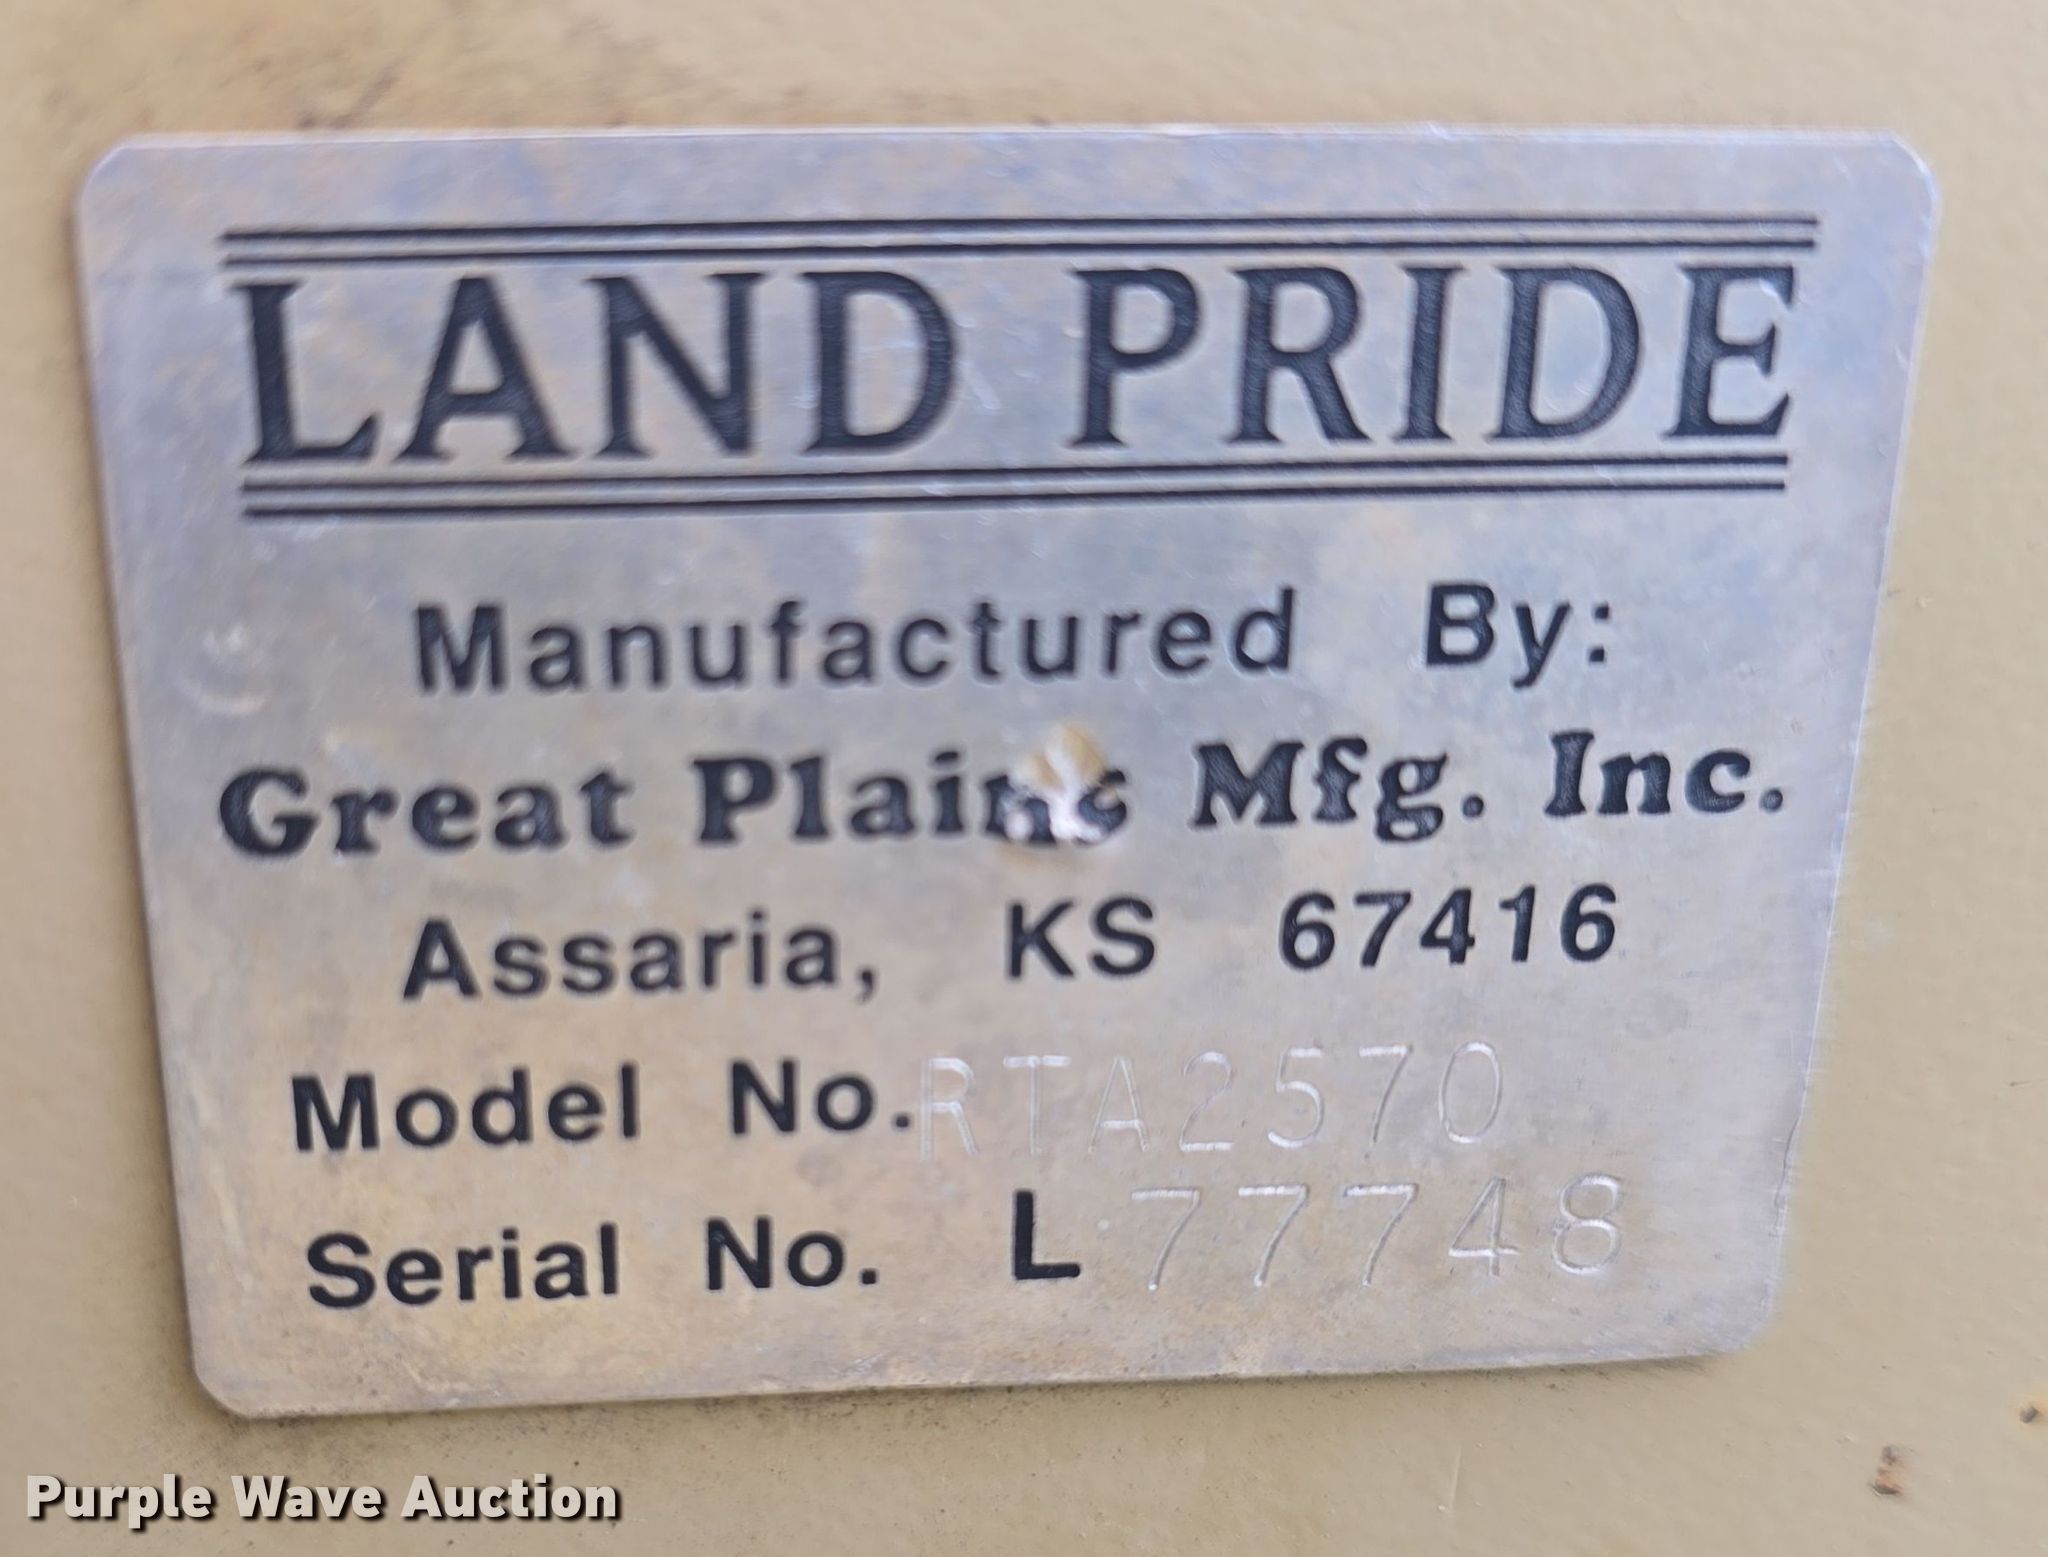 LAND PRIDE
Manufactured By:
Great Plains Mfg. Inc.
Assaria, KS 67416
Model No. RTA2570
Serial No. L 77748
Purple Wave Auction